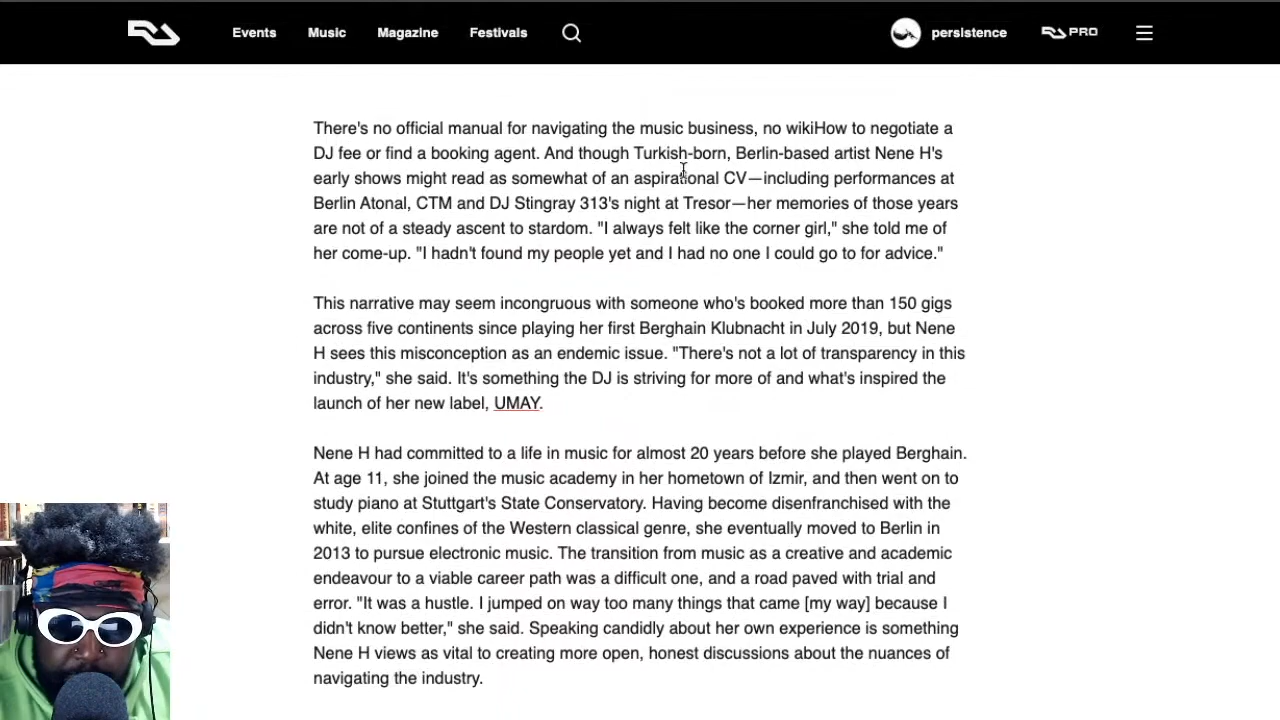 Events Music Magazine Festivals persistence PRO
There's no official manual for navigating the music business, no wikiHow to negotiate a
DJ fee or find a booking agent. And though Turkish-born, Berlin-based artist Nene H's
early shows might read as somewhat of an aspirational CV—including performances at
Berlin Atonal, CTM and DJ Stingray 313's night at Tresor—her memories of those years
are not of a steady ascent to stardom. "I always felt like the corner girl," she told me of
her come-up. "I hadn't found my people yet and I had no one I could go to for advice."
This narrative may seem incongruous with someone who's booked more than 150 gigs
across five continents since playing her first Berghain Klubnacht in July 2019, but Nene
H sees this misconception as an endemic issue. "There's not a lot of transparency in this
industry," she said. It's something the DJ is striving for more of and what's inspired the
launch of her new label, UMAY.
Nene H had committed to a life in music for almost 20 years before she played Berghain.
At age 11, she joined the music academy in her hometown of Izmir, and then went on to
study piano at Stuttgart's State Conservatory. Having become disenfranchised with the
white, elite confines of the Western classical genre, she eventually moved to Berlin in
2013 to pursue electronic music. The transition from music as a creative and academic
endeavour to a viable career path was a difficult one, and a road paved with trial and
error. "It was a hustle. I jumped on way too many things that came [my way] because I
didn't know better," she said. Speaking candidly about her own experience is something
Nene H views as vital to creating more open, honest discussions about the nuances of
navigating the industry.